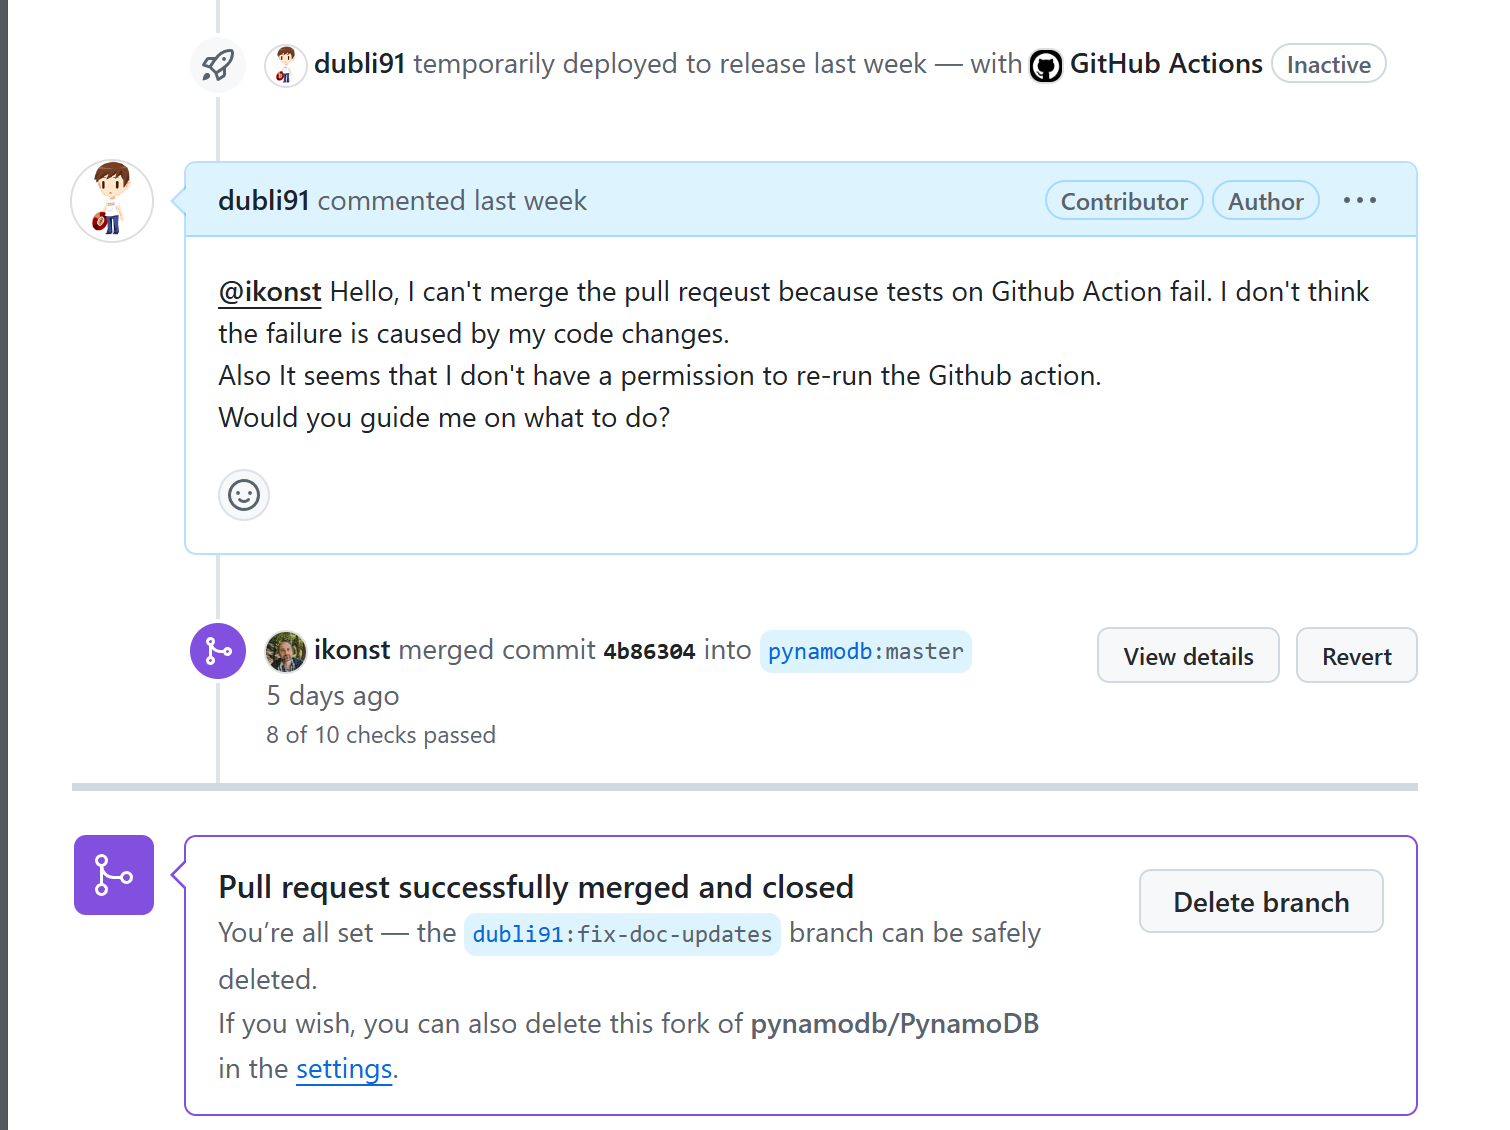 dubli91 temporarily deployed to release last week — with GitHub Actions Inactive
dubli91 commented last week Contributor Author
@ikonst Hello, I can't merge the pull reqeust because tests on Github Action fail. I don't think
the failure is caused by my code changes.
Also It seems that I don't have a permission to re-run the Github action.
Would you guide me on what to do?
ikonst merged commit 4b86304 into pynamodb:master View details Revert
5 days ago
8 of 10 checks passed
Pull request successfully merged and closed
Delete branch
You’re all set — the dubli91:fix-doc-updates branch can be safely
deleted.
If you wish, you can also delete this fork of pynamodb/PynamoDB
in the settings.